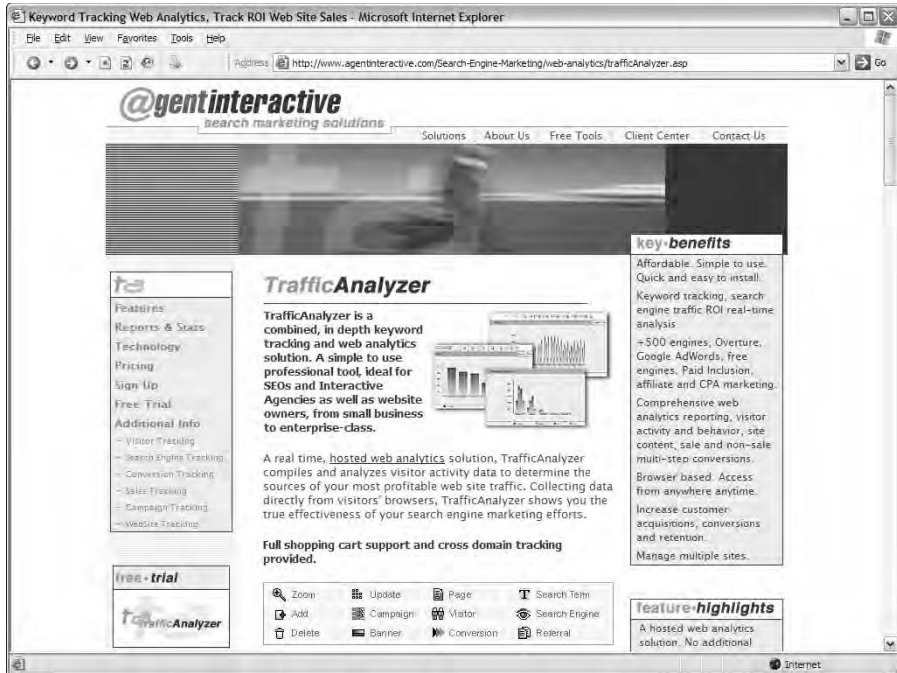 Keyword Tracking Web Analytics, Track ROI Web Site Sales - Microsoft Internet Explorer
File Edit View Favorites Tools Help
Address http://www.agentinteractive.com/Search-Engine-Marketing/web-analytics/trafficAnalyzer.asp Go
@gentinteractive
search marketing solutions
Solutions About Us Free Tools Client Center Contact Us
ta
Features
Reports & Stats
Technology
Pricing
Sign Up
Free Trial
Additional Info
– Visitor Tracking
– Search Engine Tracking
– Conversion Tracking
– Sales Tracking
– Campaign Tracking
– WebSite Tracking
free•trial
TrafficAnalyzer
TrafficAnalyzer
TrafficAnalyzer is a
combined, in depth keyword
tracking and web analytics
solution. A simple to use
professional tool, ideal for
SEOs and Interactive
Agencies as well as website
owners, from small business
to enterprise-class.
A real time, hosted web analytics solution, TrafficAnalyzer
compiles and analyzes visitor activity data to determine the
sources of your most profitable web site traffic. Collecting data
directly from visitors' browsers, TrafficAnalyzer shows you the
true effectiveness of your search engine marketing efforts.
Full shopping cart support and cross domain tracking
provided.
Zoom Update Page Search Term
Add Campaign Visitor Search Engine
Delete Banner Conversion Referral
key•benefits
Affordable. Simple to use.
Quick and easy to install.
Keyword tracking, search
engine traffic ROI real-time
analysis
+500 engines, Overture,
Google AdWords, free
engines, Paid Inclusion,
affiliate and CPA marketing.
Comprehensive web
analytics reporting, visitor
activity and behavior, site
content, sale and non-sale
multi-step conversions.
Browser based. Access
from anywhere anytime.
Increase customer
acquisitions, conversions
and retention.
Manage multiple sites.
feature•highlights
A hosted web analytics
solution. No additional
Internet